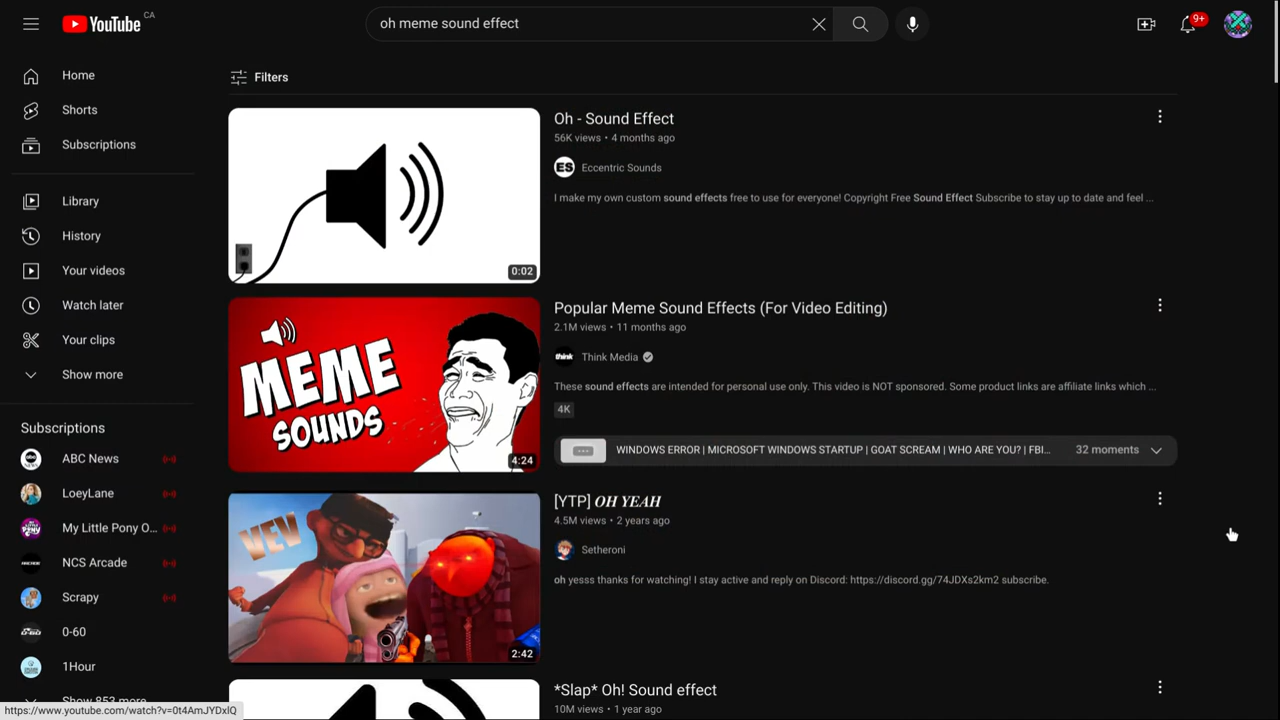 YouTube CA
oh meme sound effect
9+
Home
Shorts
Subscriptions
Library
History
Your videos
Watch later
Your clips
Show more
Subscriptions
ABC News
LoeyLane
My Little Pony O...
NCS Arcade
Scrapy
0-60
1Hour
Show 853 more
Filters
0:02
Oh - Sound Effect
56K views • 4 months ago
ES Eccentric Sounds
I make my own custom sound effects free to use for everyone! Copyright Free Sound Effect Subscribe to stay up to date and feel ...
MEME
SOUNDS
4:24
Popular Meme Sound Effects (For Video Editing)
2.1M views • 11 months ago
think Think Media
These sound effects are intended for personal use only. This video is NOT sponsored. Some product links are affiliate links which ...
4K
WINDOWS ERROR | MICROSOFT WINDOWS STARTUP | GOAT SCREAM | WHO ARE YOU? | FBI...
32 moments
VEV
2:42
[YTP] 𝑶𝑯 𝒀𝑬𝑨𝑯
4.5M views • 2 years ago
Setheroni
oh yesss thanks for watching! I stay active and reply on Discord: https://discord.gg/74JDXs2km2 subscribe.
*Slap* Oh! Sound effect
10M views • 1 year ago
https://www.youtube.com/watch?v=0t4AmJYDxlQ